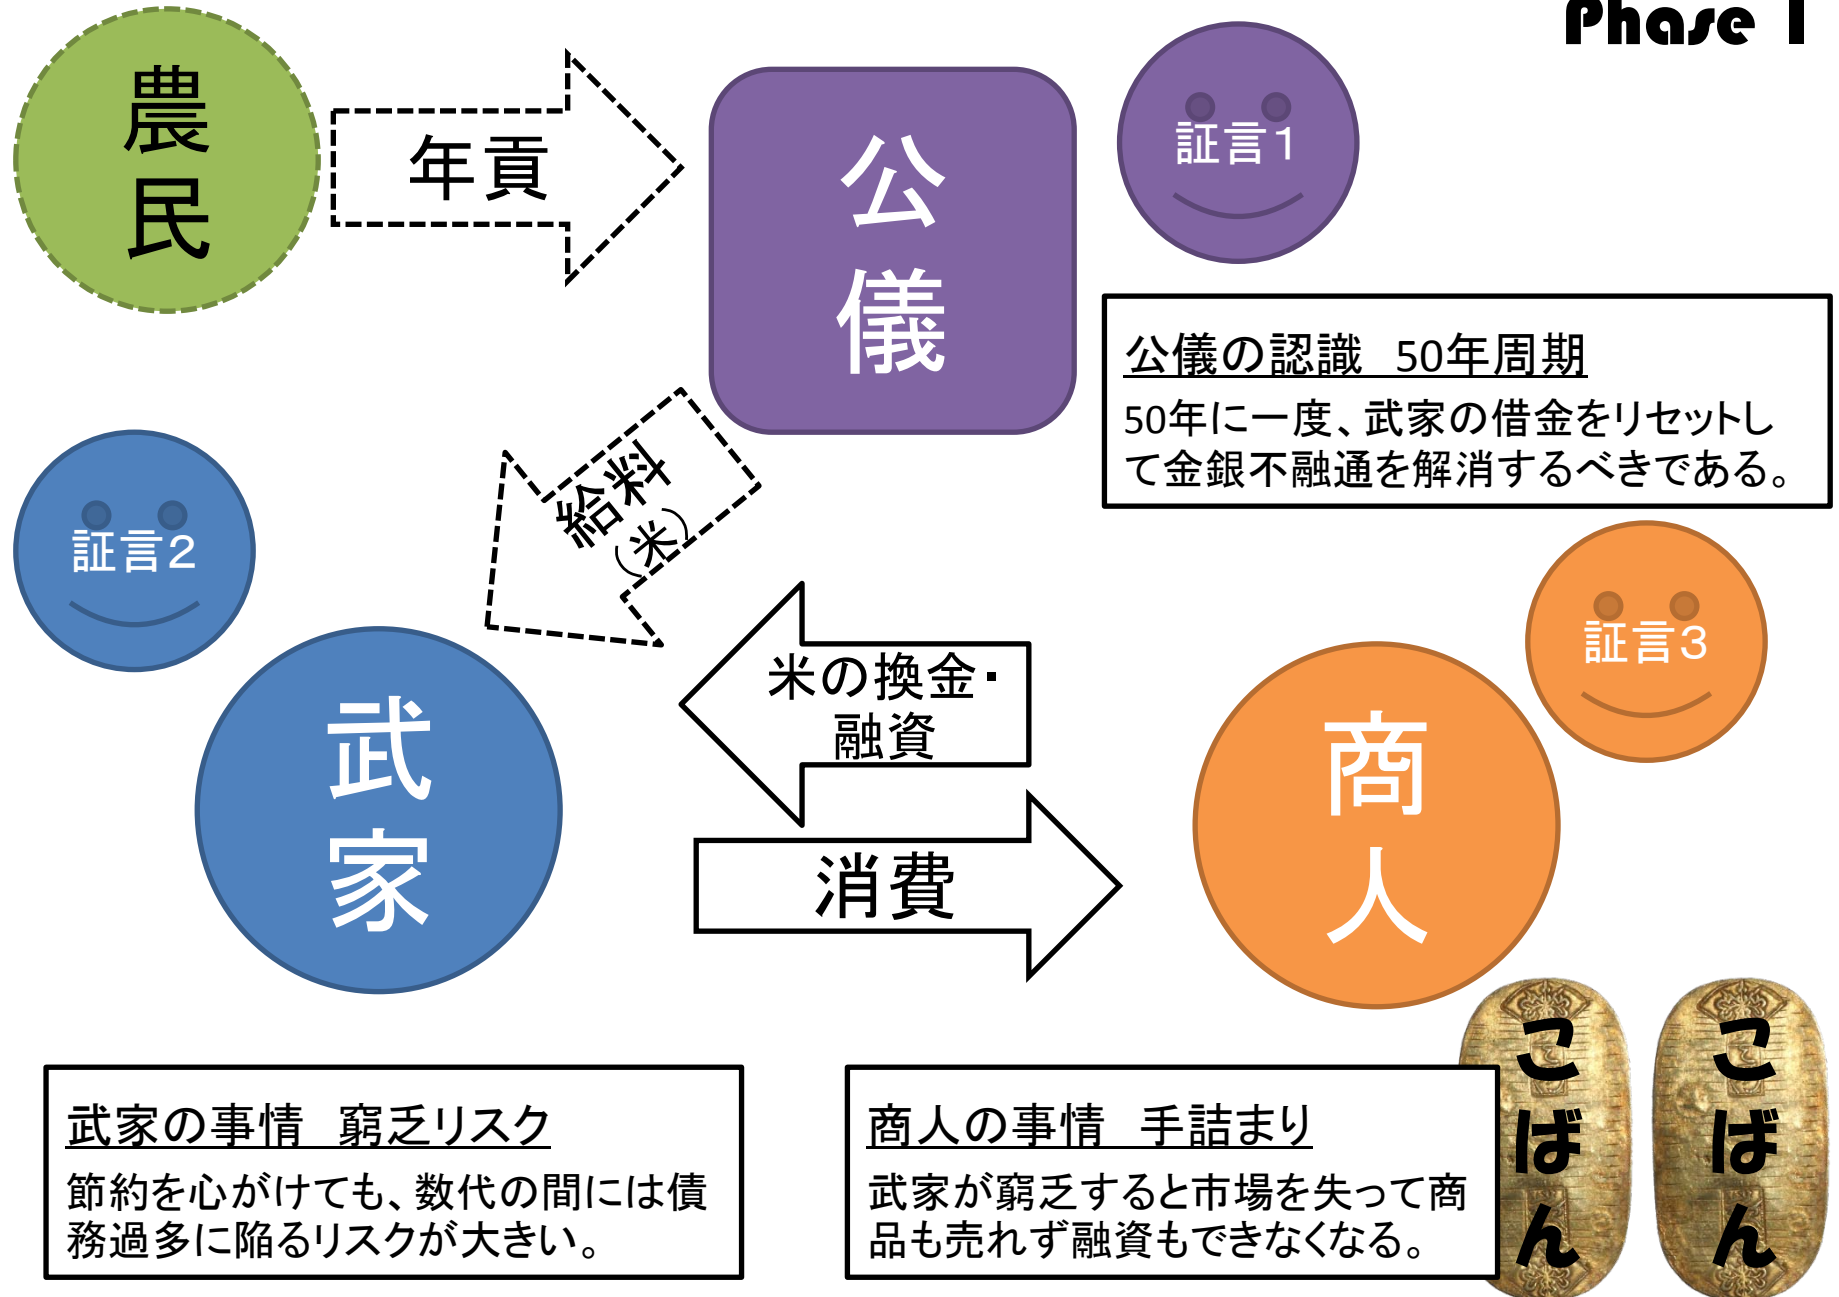 Phase 1
農民
年貢
公儀
証言1
公儀の認識　50年周期
50年に一度、武家の借金をリセットし
て金銀不融通を解消するべきである。
給料
（米）
証言2
武家
米の換金・
融資
消費
証言3
商人
武家の事情　窮乏リスク
節約を心がけても、数代の間には債
務過多に陥るリスクが大きい。
商人の事情　手詰まり
武家が窮乏すると市場を失って商
品も売れず融資もできなくなる。
こばん
こばん